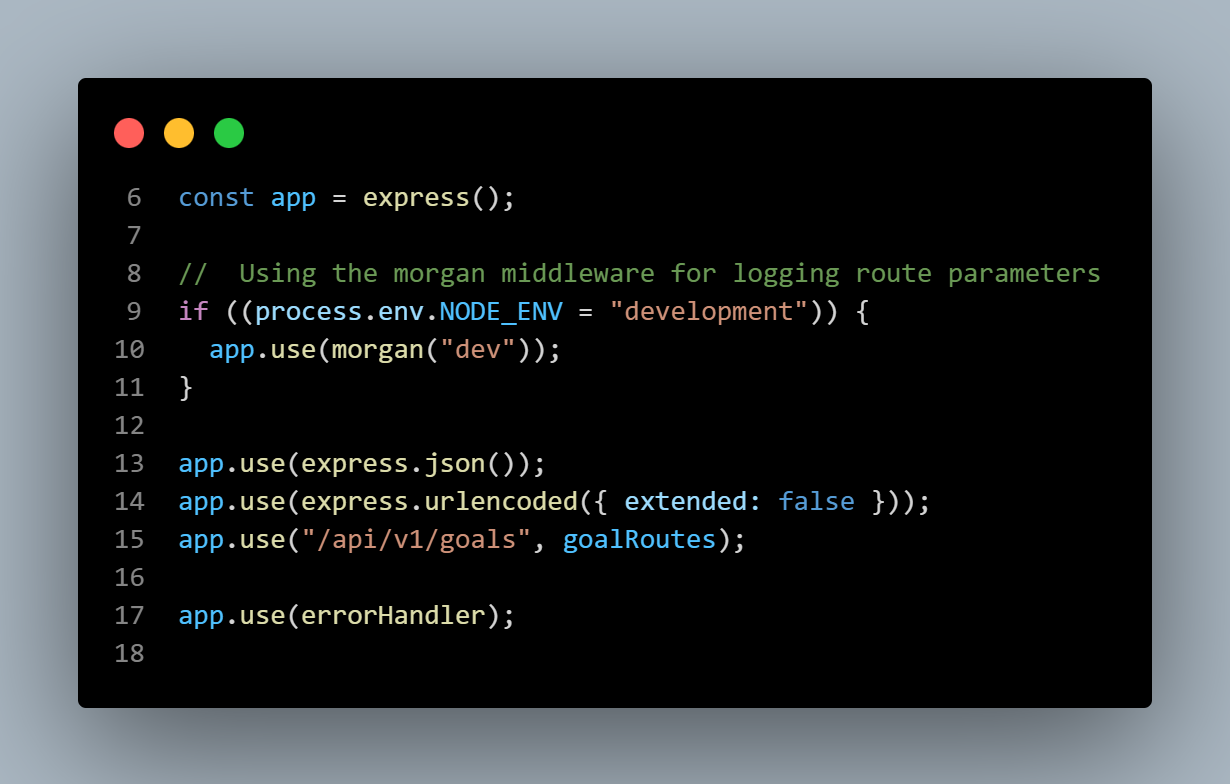 6 const app = express();
7
8 //  Using the morgan middleware for logging route parameters
9 if ((process.env.NODE_ENV = "development")) {
10   app.use(morgan("dev"));
11 }
12
13 app.use(express.json());
14 app.use(express.urlencoded({ extended: false }));
15 app.use("/api/v1/goals", goalRoutes);
16
17 app.use(errorHandler);
18